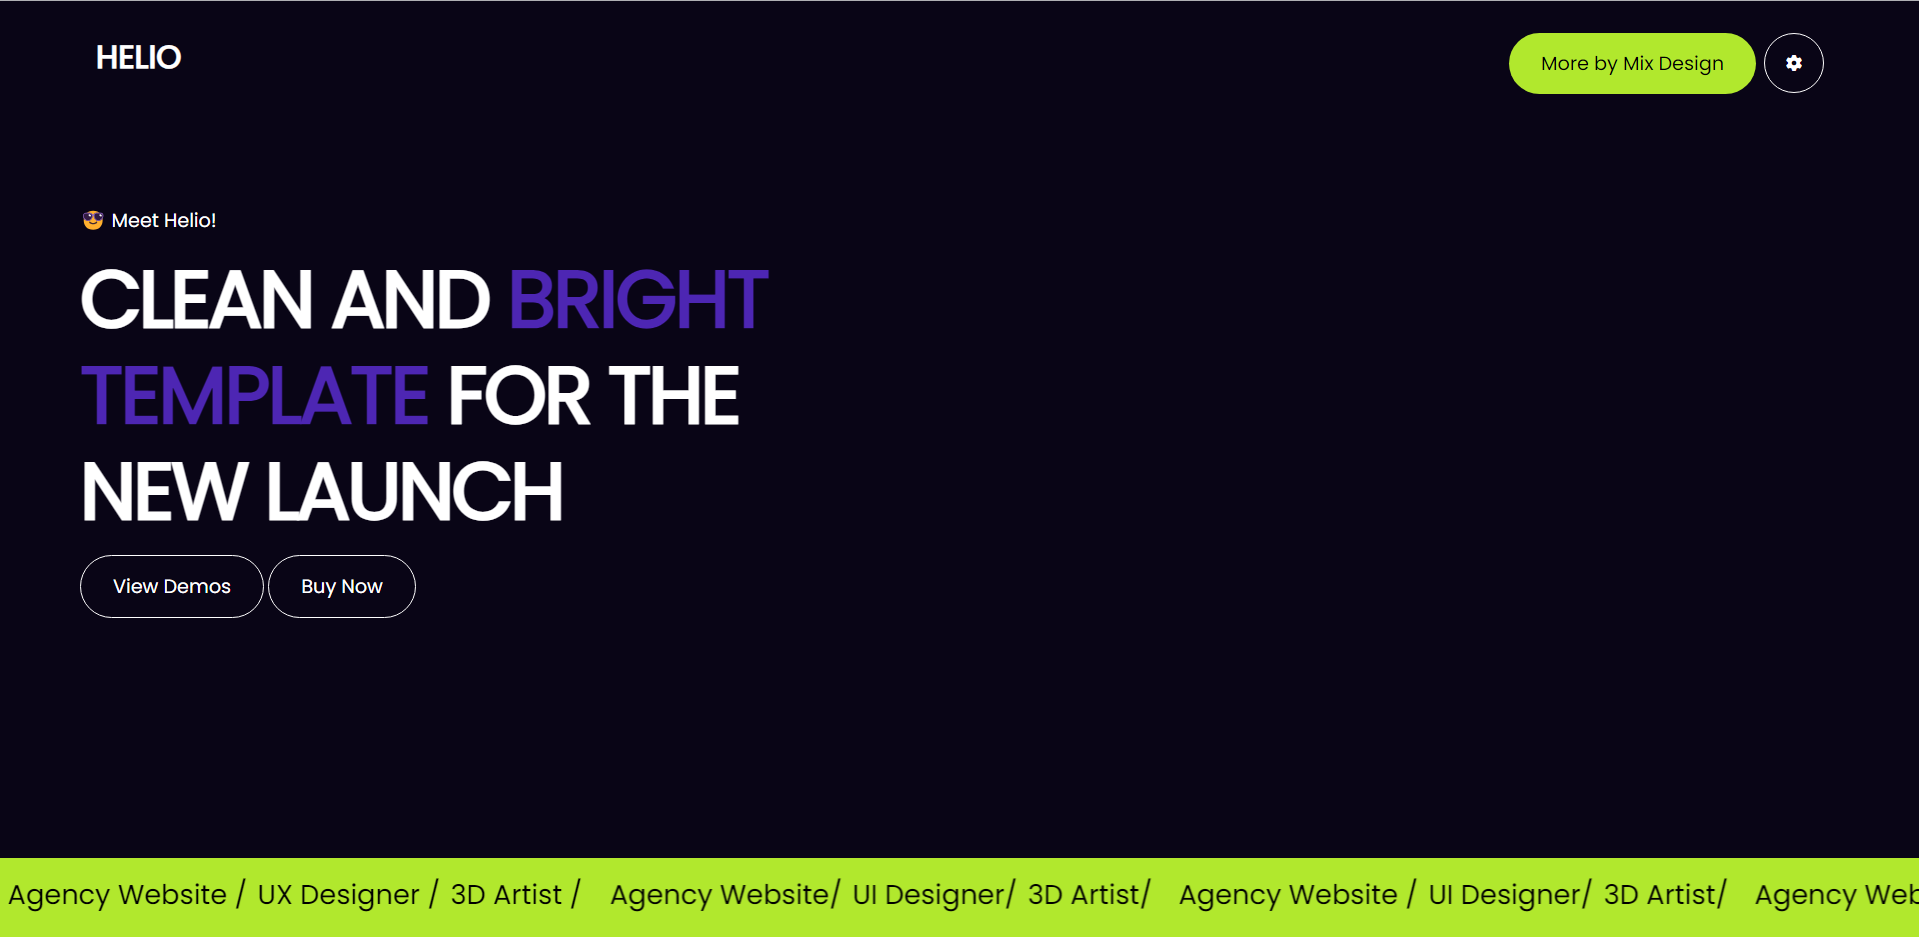 HELIO
More by Mix Design
😎 Meet Helio!
CLEAN AND BRIGHT
TEMPLATE FOR THE
NEW LAUNCH
View Demos
Buy Now
Agency Website / UX Designer / 3D Artist / Agency Website/ UI Designer/ 3D Artist/ Agency Website / UI Designer/ 3D Artist/ Agency Web